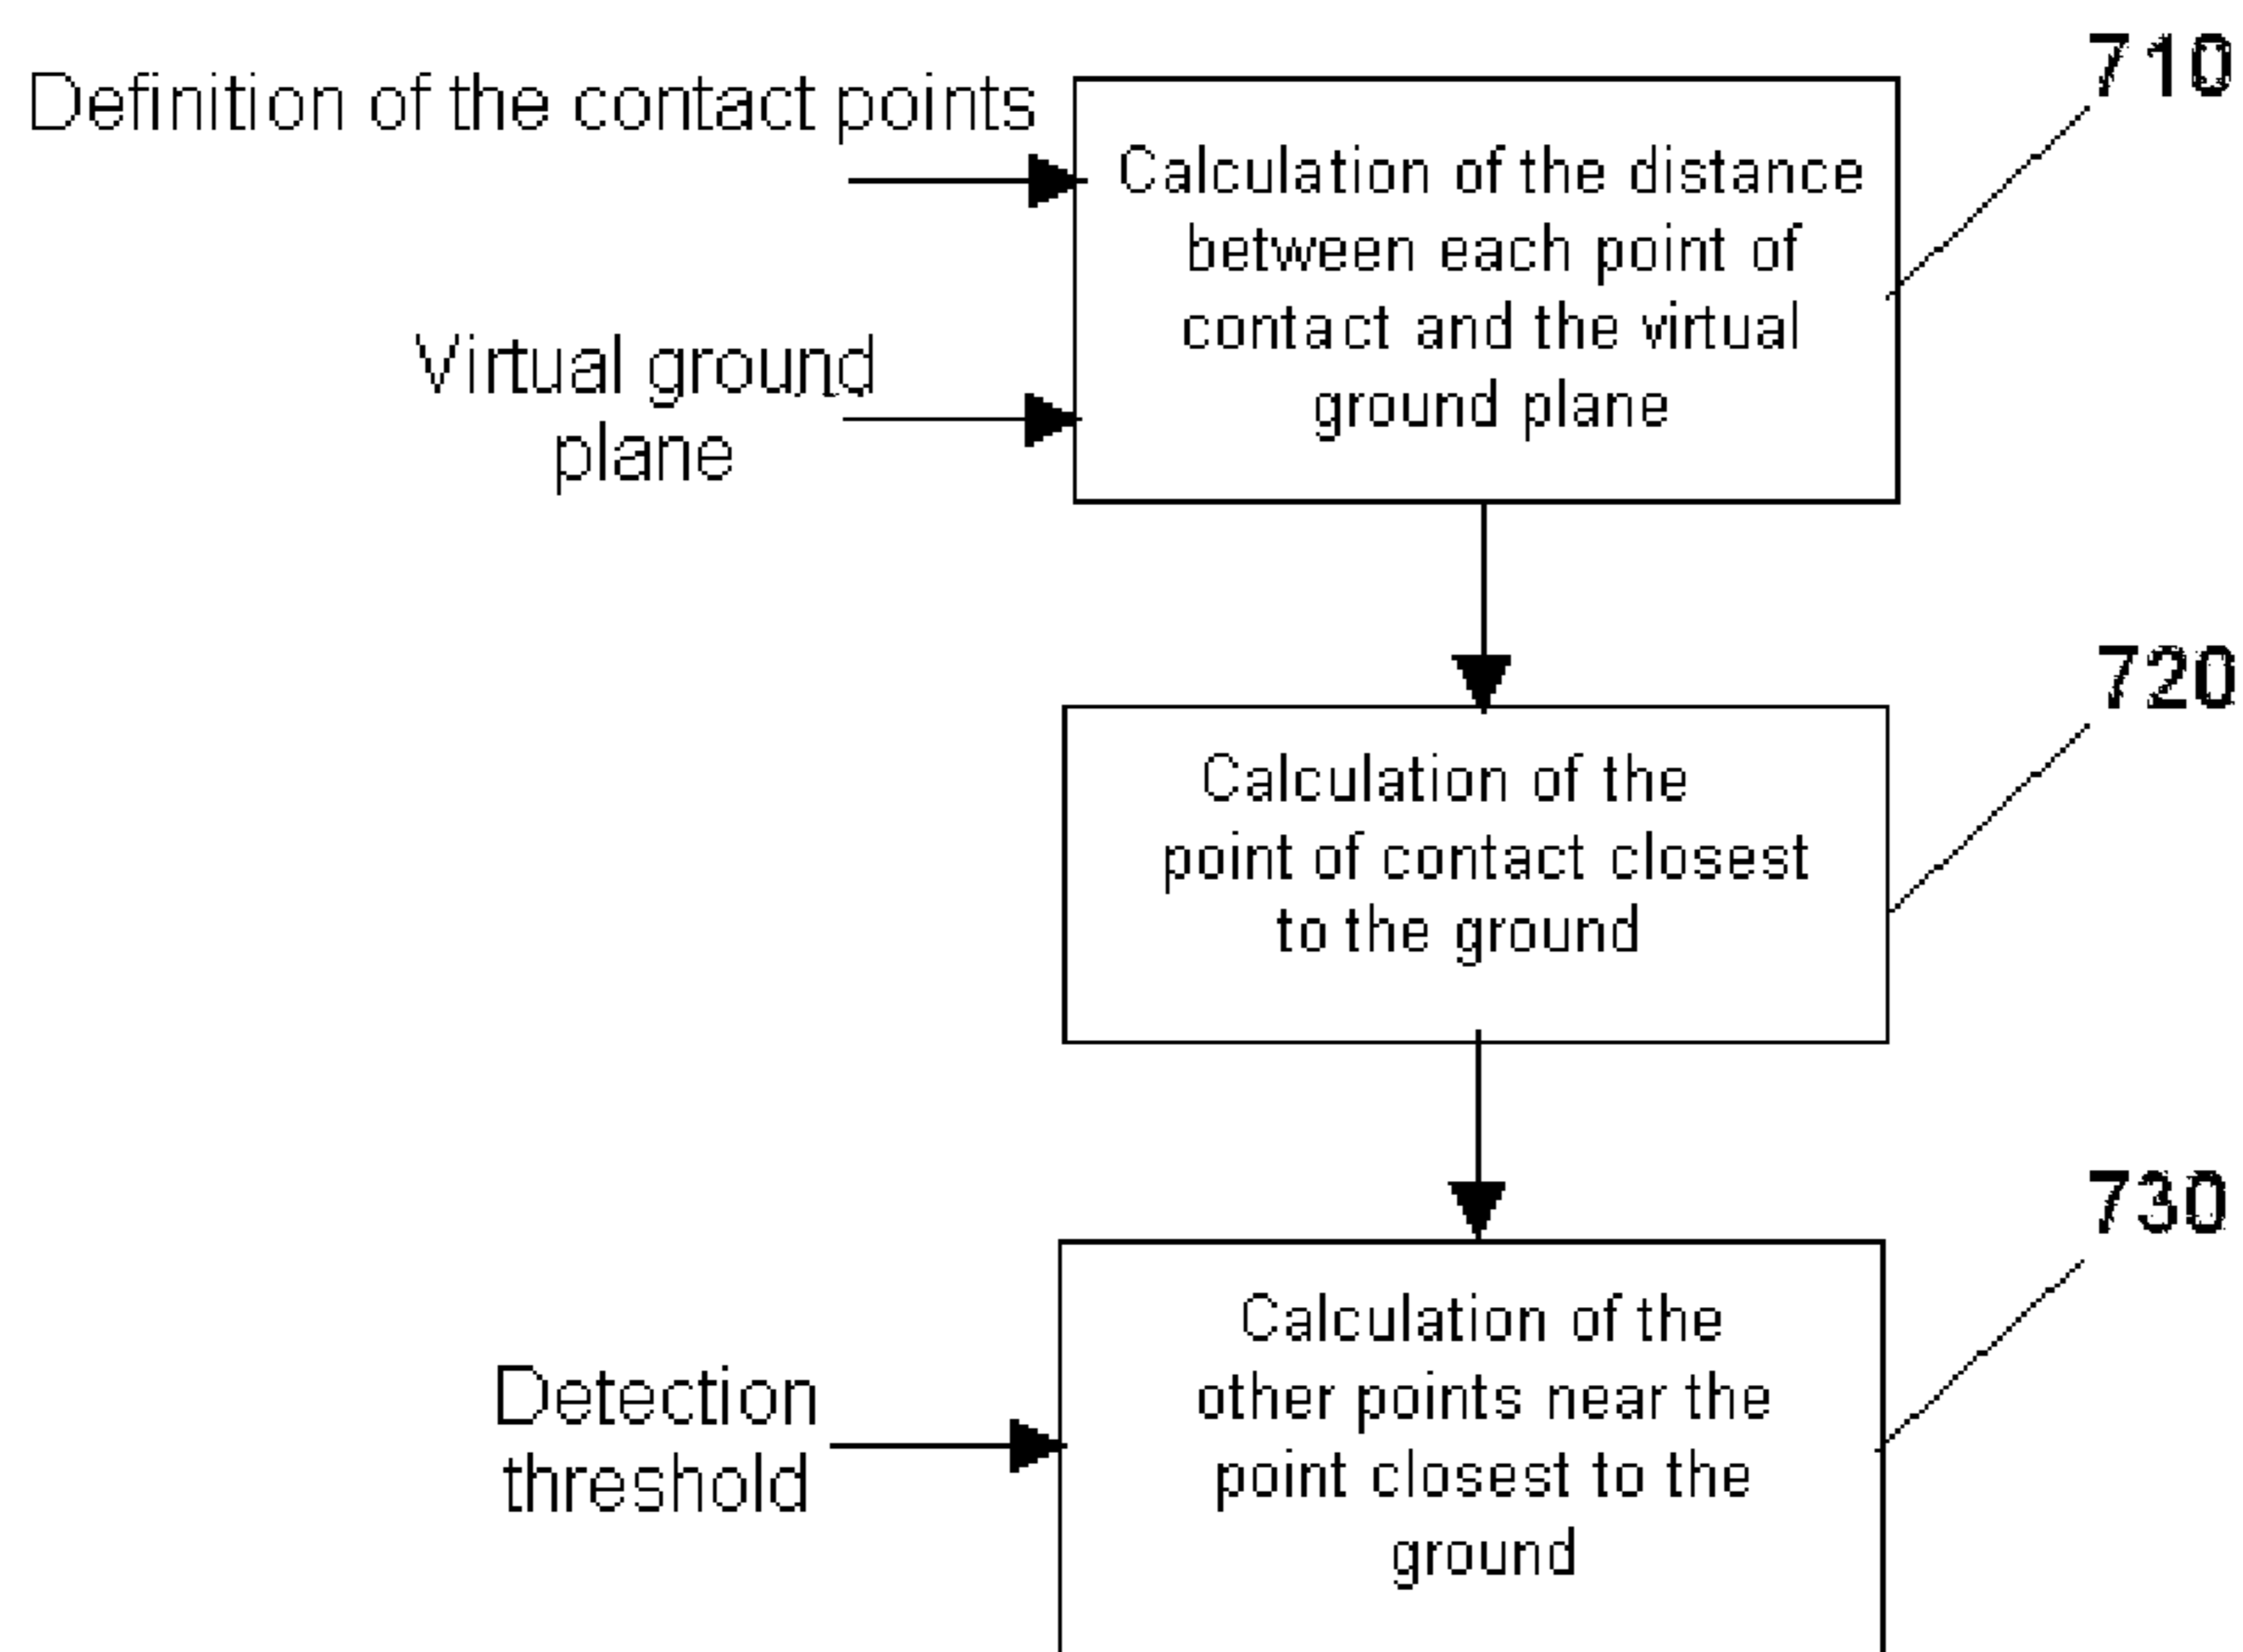 710
Definition of the contact points
Calculation of the distance
between each point of
contact and the virtual
ground plane
Virtual ground
plane
720
Calculation of the
point of contact closest
to the ground
730
Calculation of the
other points near the
point closest to the
ground
Detection
threshold